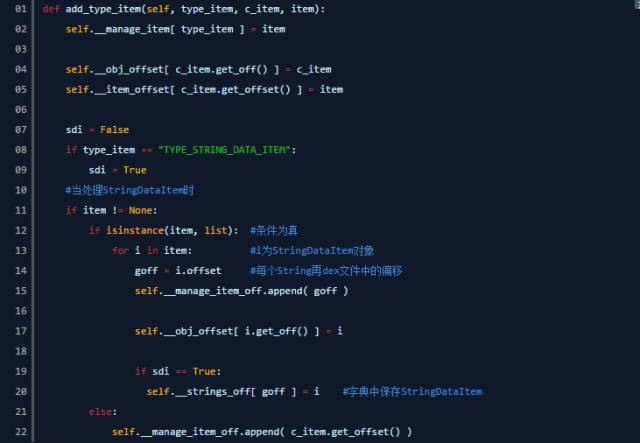 01 def add_type_item(self, type_item, c_item, item):
02     self.__manage_item[ type_item ] = item
03
04     self.__obj_offset[ c_item.get_off() ] = c_item
05     self.__item_offset[ c_item.get_offset() ] = item
06
07     sdi = False
08     if type_item == "TYPE_STRING_DATA_ITEM":
09         sdi = True
10     #当处理StringDataItem时
11     if item != None:
12         if isinstance(item, list):  #条件为真
13             for i in item:          #i为StringDataItem对象
14                 goff = i.offset     #每个String再dex文件中的偏移
15                 self.__manage_item_off.append( goff )
16
17                 self.__obj_offset[ i.get_off() ] = i
18
19                 if sdi == True:
20                   self.__strings_off[ goff ] = i    #字典中保存StringDataItem
21         else:
22             self.__manage_item_off.append( c_item.get_offset() )